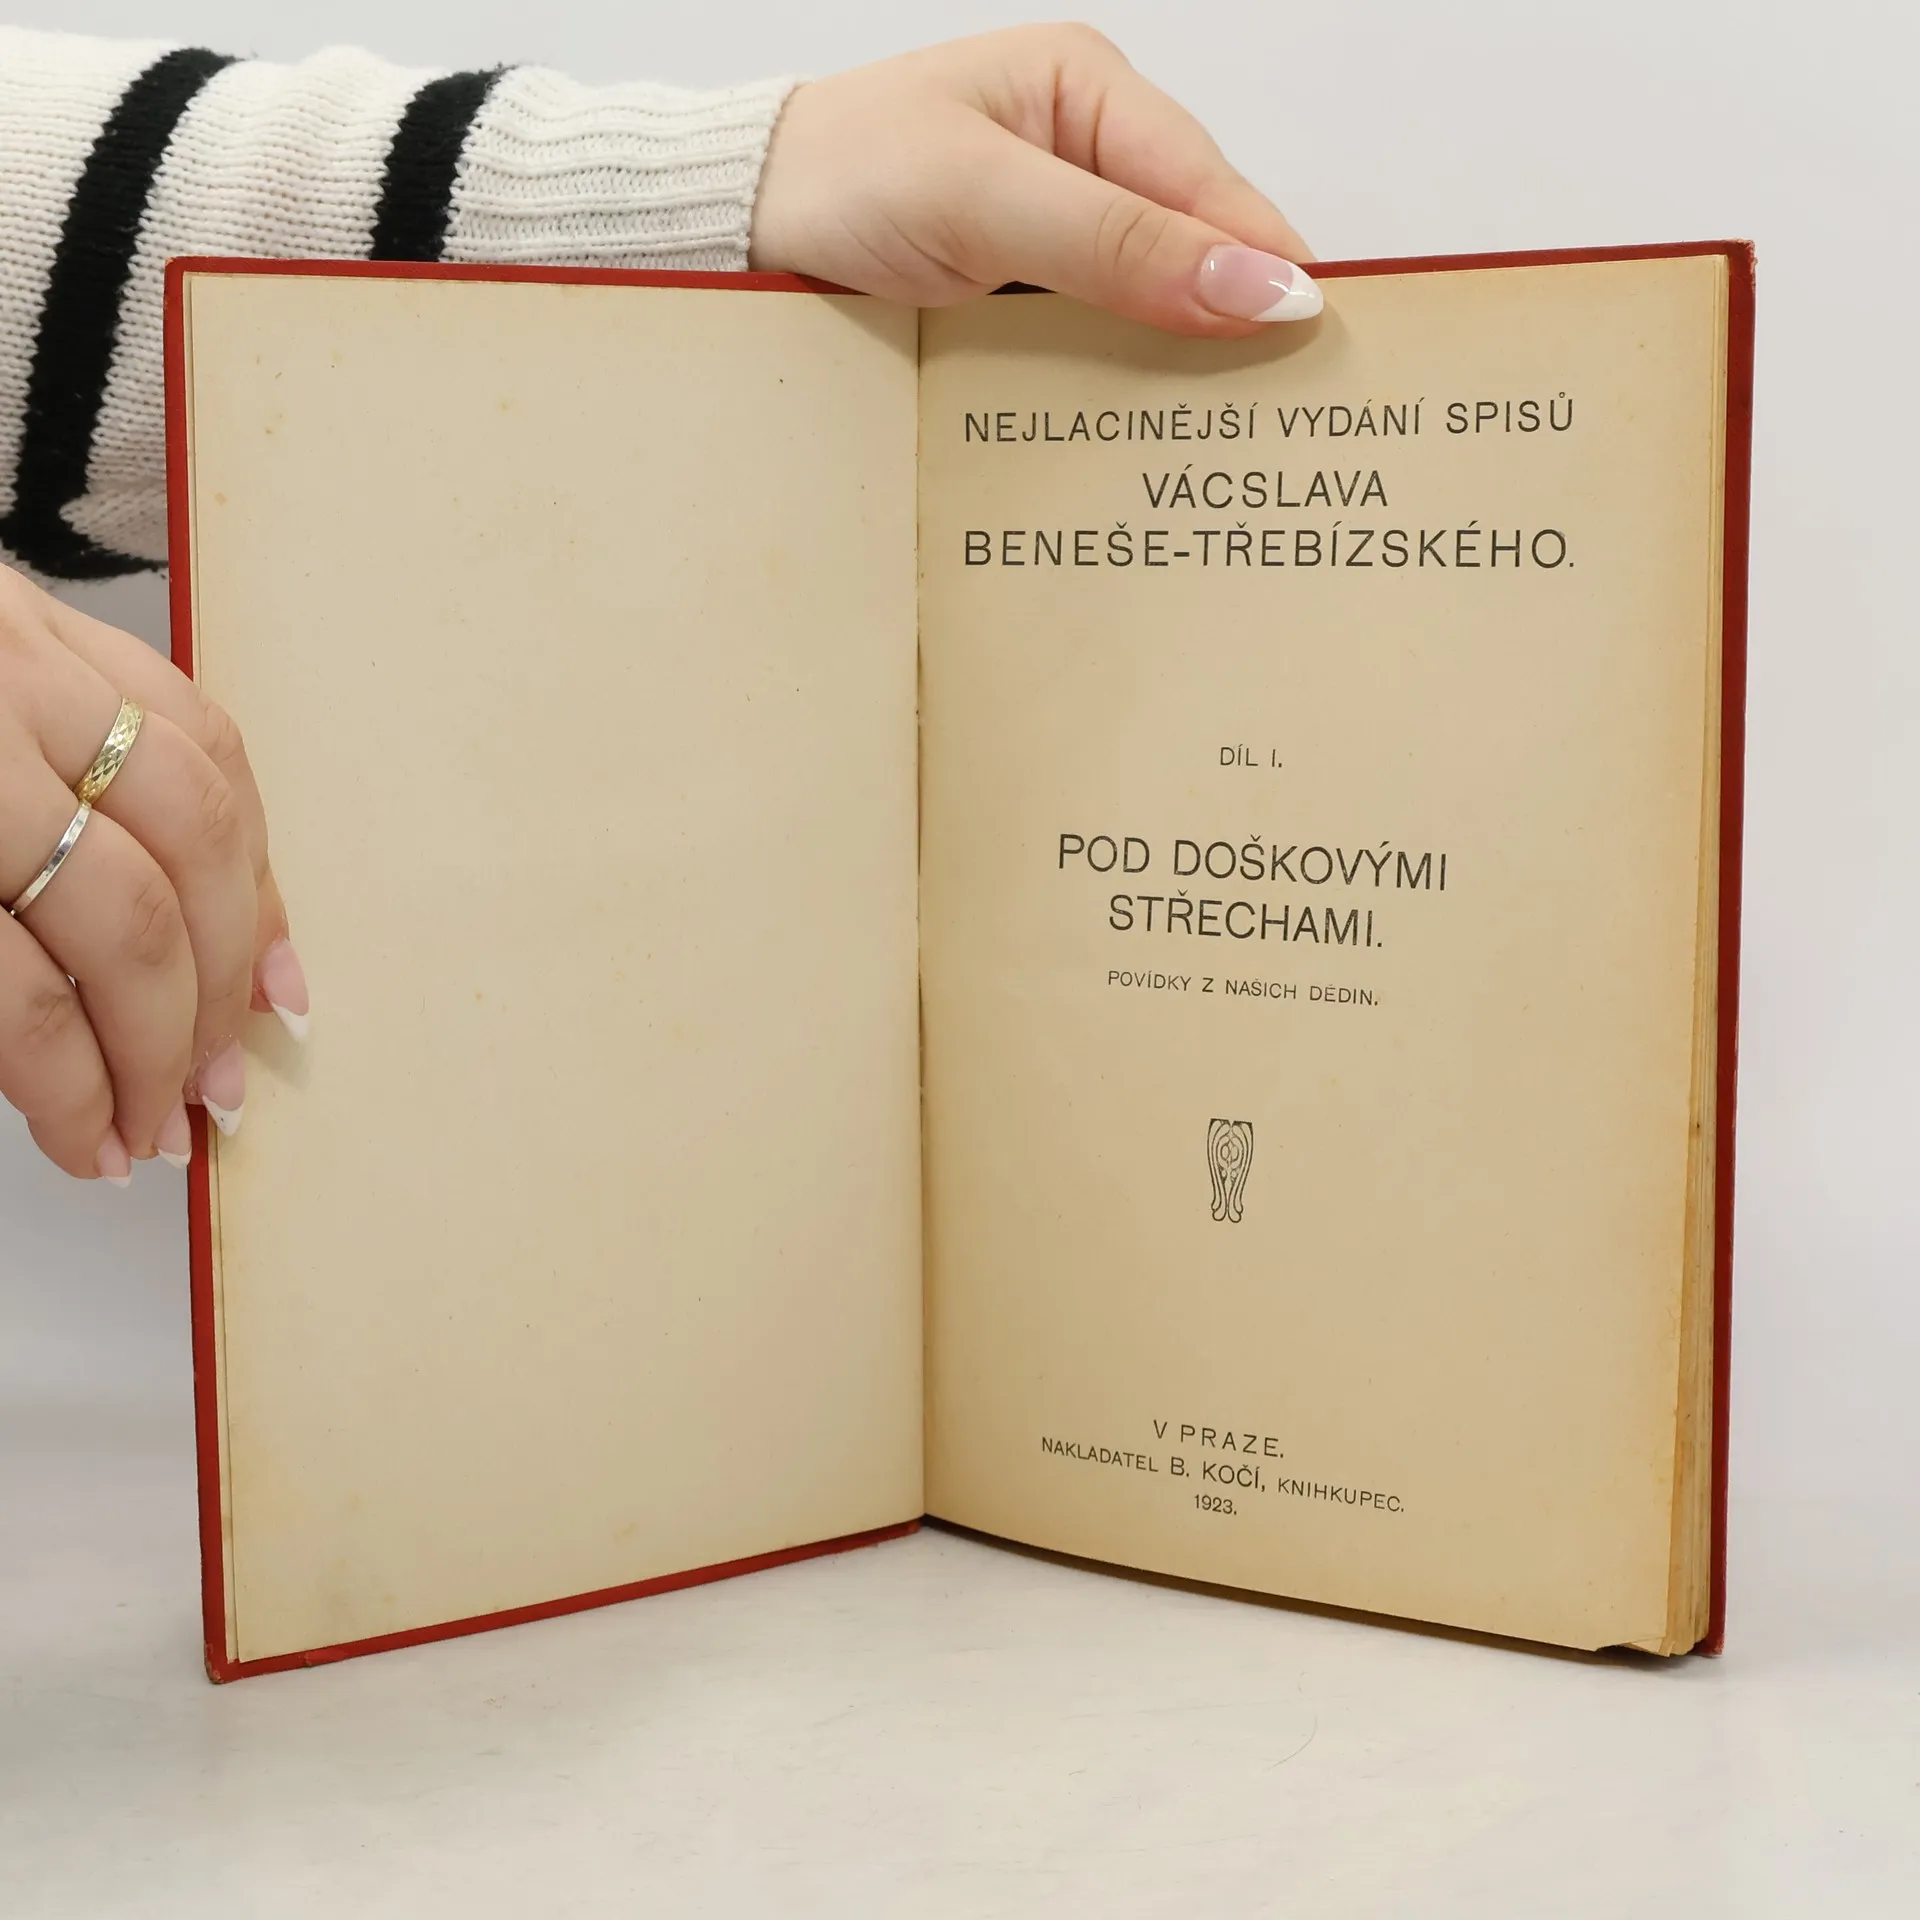 NEJLACINĚJŠÍ VYDÁNÍ SPISŮ
VÁCSLAVA
BENEŠE-TŘEBÍZSKÉHO.
DÍL I.
POD DOŠKOVÝMI
STŘECHAMI.
POVÍDKY Z NAŠICH DĚDIN.
V PRAZE.
NAKLADATEL B. KOČÍ, KNIHKUPEC.
1923.